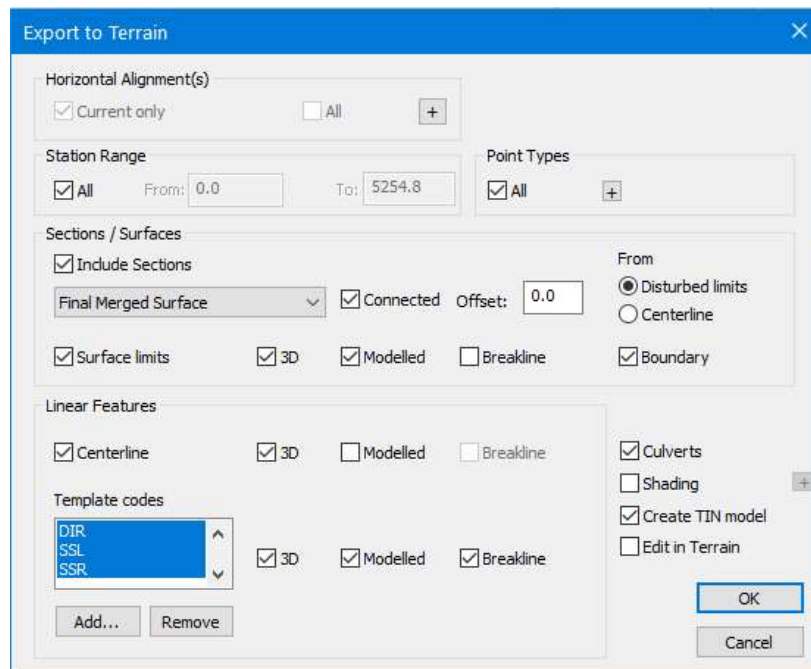 Export to Terrain
Horizontal Alignment(s)
Current only All +
Station Range Point Types
All From: 0.0 To: 5254.8 All +
Sections / Surfaces
Include Sections From
Final Merged Surface Connected Offset: 0.0 Disturbed limits
Centerline
Surface limits 3D Modelled Breakline Boundary
Linear Features
Centerline 3D Modelled Breakline Culverts
Shading +
Template codes Create TIN model
DIR
SSL 3D Modelled Breakline Edit in Terrain
SSR
Add... Remove OK
Cancel